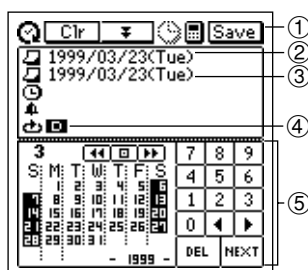 Clr Save ①
1999/03/23(Tue) ②
1999/03/23(Tue) ③
④
3 7 8 9
S M T W T F S 4 5 6
1 2 3 4 5 6 1 2 3
7 8 9 10 11 12 13
14 15 16 17 18 19 20 0
21 22 23 24 25 26 27 ⑤
28 29 30 31 DEL NEXT
- 1999 -